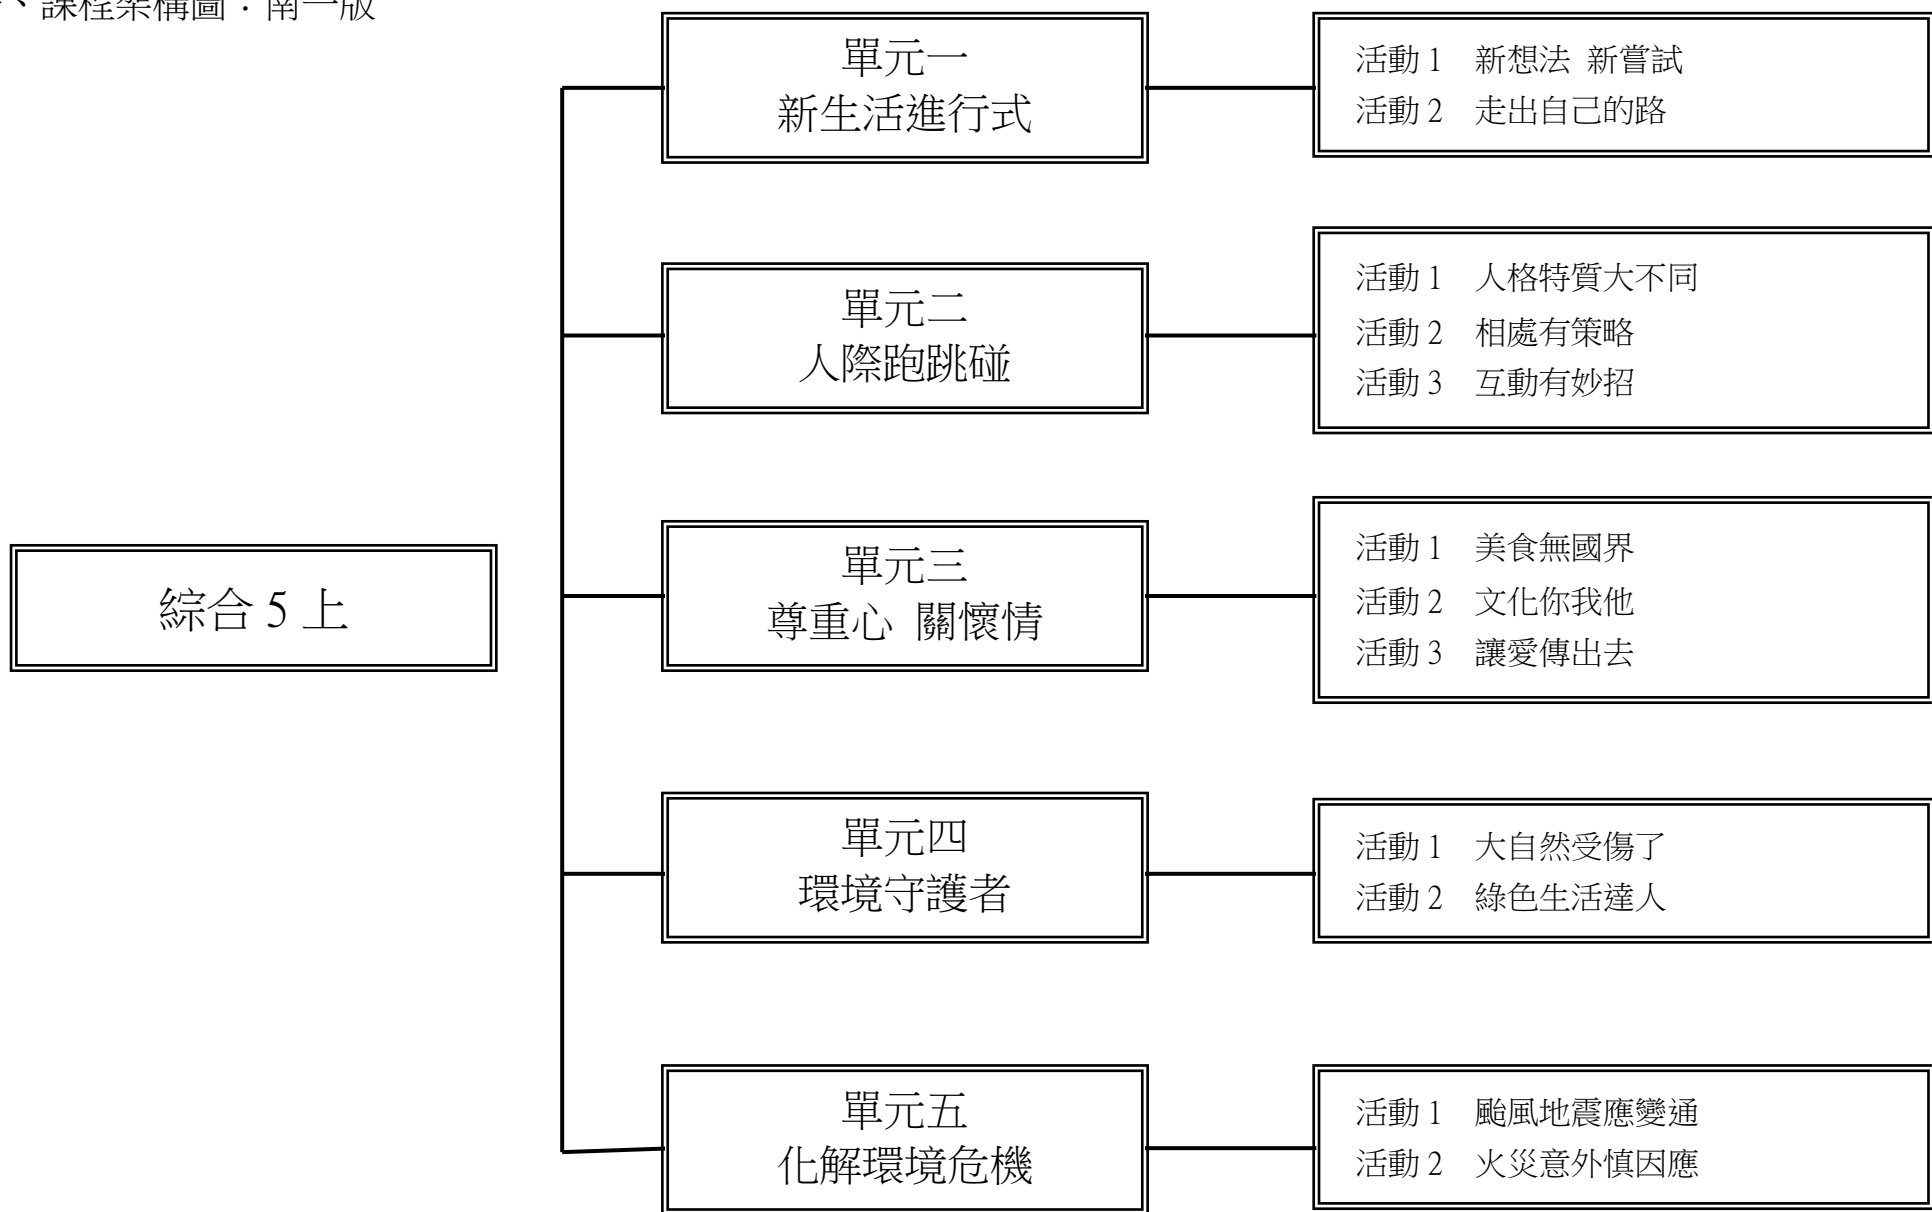 、課程架構圖：南一版
單元一
新生活進行式
活動 1 新想法 新嘗試
活動 2 走出自己的路
單元二
人際跑跳碰
活動 1 人格特質大不同
活動 2 相處有策略
活動 3 互動有妙招
綜合 5 上
單元三
尊重心 關懷情
活動 1 美食無國界
活動 2 文化你我他
活動 3 讓愛傳出去
單元四
環境守護者
活動 1 大自然受傷了
活動 2 綠色生活達人
單元五
化解環境危機
活動 1 颱風地震應變通
活動 2 火災意外慎因應